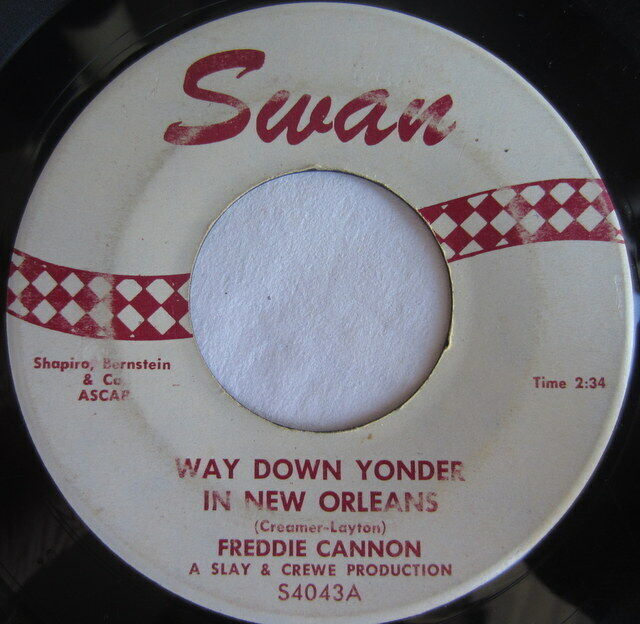 Swan
Shapiro, Bernstein
& Co.
ASCAP
Time 2:34
WAY DOWN YONDER
IN NEW ORLEANS
(Creamer-Layton)
FREDDIE CANNON
A SLAY & CREWE PRODUCTION
S4043A